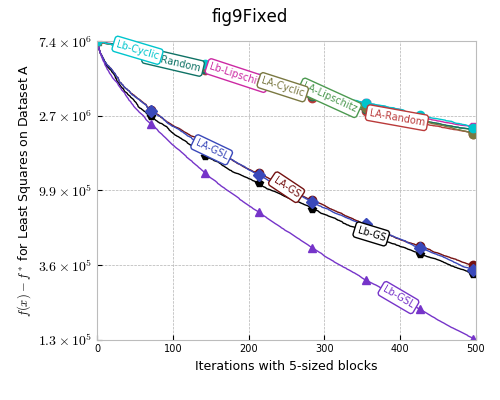 fig9Fixed
f(x) − f* for Least Squares on Dataset A
7.4 × 10⁶
2.7 × 10⁶
9.9 × 10⁵
3.6 × 10⁵
1.3 × 10⁵
Lb-Cyclic
Random
Lb-Lipschi
LA-Cyclic
LA-Lipschitz
LA-Random
LA-GSL
LA-GS
Lb-GS
Lb-GSL
0 100 200 300 400 500
Iterations with 5-sized blocks